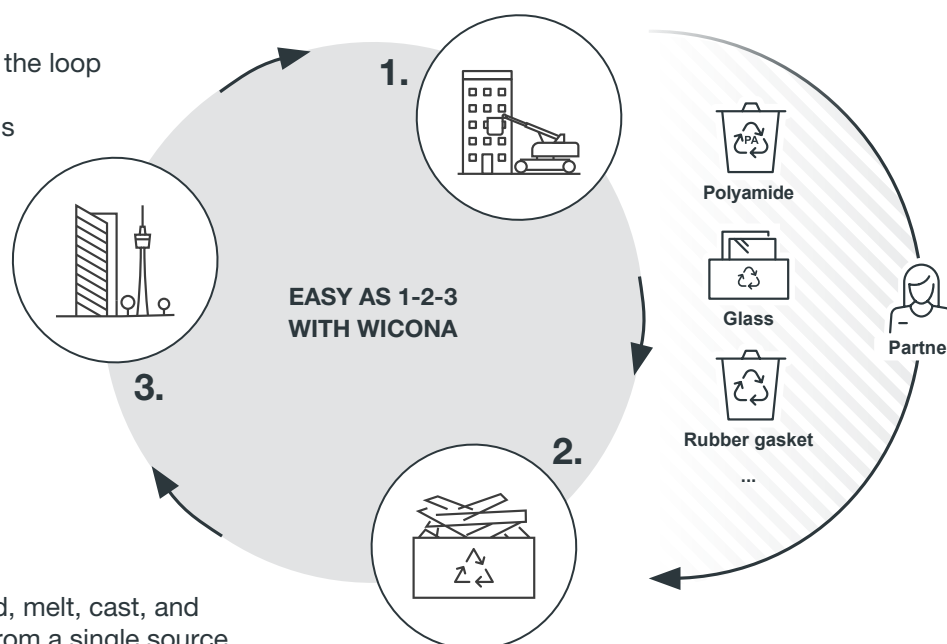 the loop
s
1.
PA
Polyamide
EASY AS 1-2-3
WITH WICONA
Glass
Partne
3.
Rubber gasket
2.
...
d, melt, cast, and
rom a single source